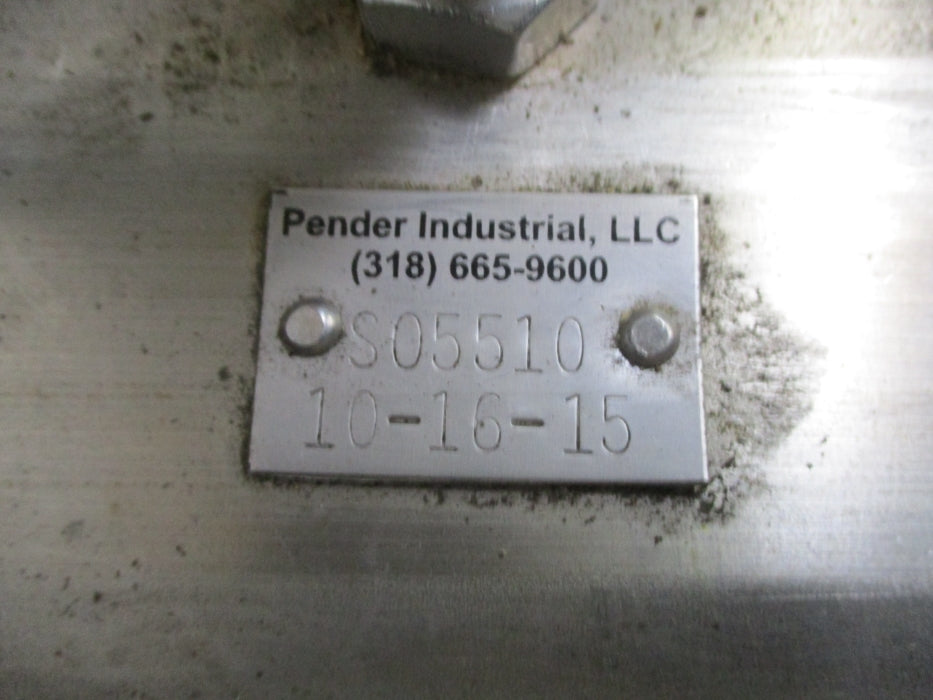 Pender Industrial, LLC
(318) 665-9600
S05510
10-16-15